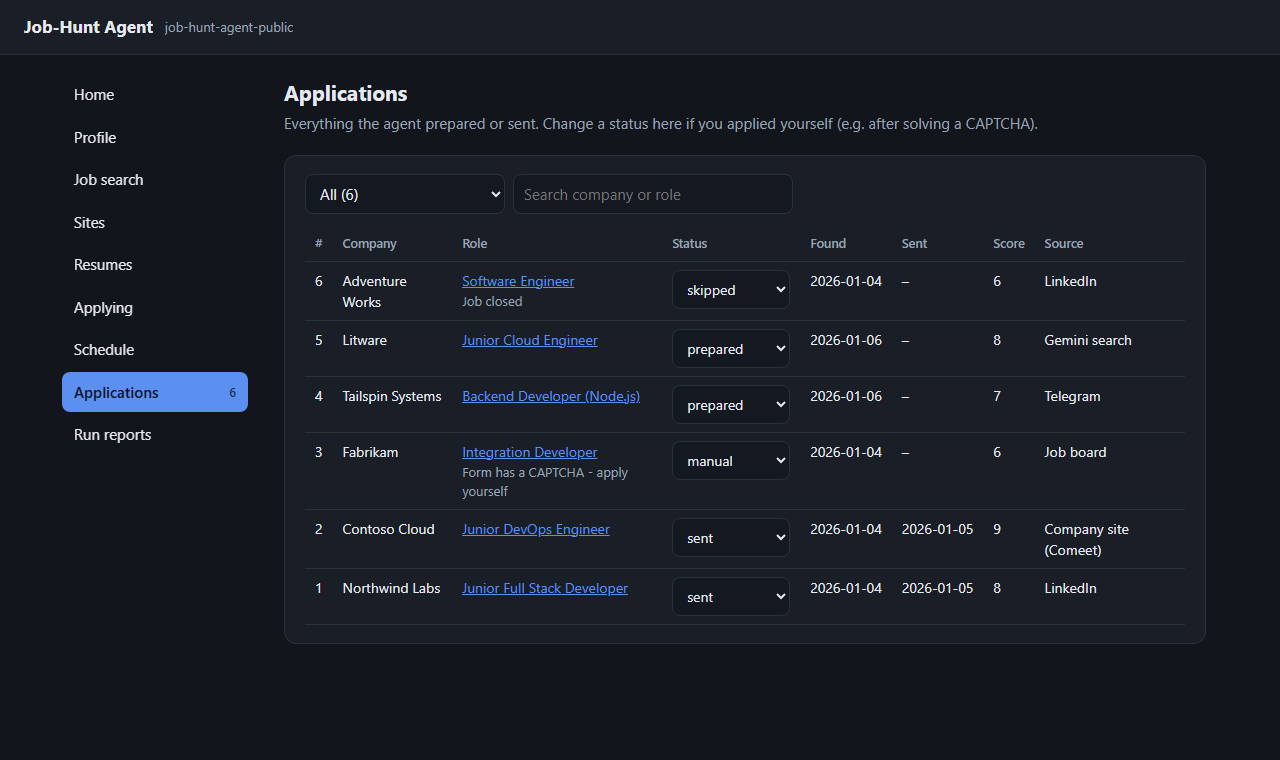 Job-Hunt Agent job-hunt-agent-public
Home
Profile
Job search
Sites
Resumes
Applying
Schedule
Applications 6
Run reports
Applications
Everything the agent prepared or sent. Change a status here if you applied yourself (e.g. after solving a CAPTCHA).
All (6) Search company or role
# Company Role Status Found Sent Score Source
6 Adventure Works Software Engineer skipped 2026-01-04 – 6 LinkedIn
Job closed
5 Litware Junior Cloud Engineer prepared 2026-01-06 – 8 Gemini search
4 Tailspin Systems Backend Developer (Node.js) prepared 2026-01-06 – 7 Telegram
3 Fabrikam Integration Developer manual 2026-01-04 – 6 Job board
Form has a CAPTCHA - apply
yourself
2 Contoso Cloud Junior DevOps Engineer sent 2026-01-04 2026-01-05 9 Company site
(Comeet)
1 Northwind Labs Junior Full Stack Developer sent 2026-01-04 2026-01-05 8 LinkedIn